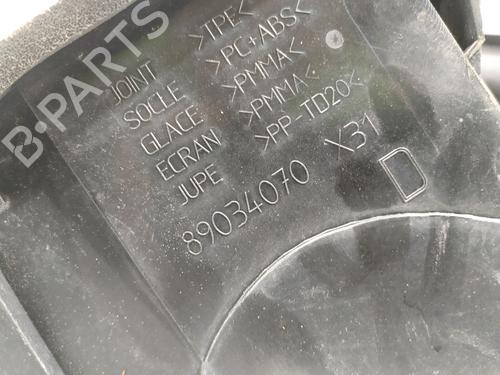 JOINT >TPE<
SOCLE >PC+ABS<
GLACE >PMMA<
ECRAN >PMMA<
JUPE >PP-TD20<
89034070 X31
D
B-PARTS